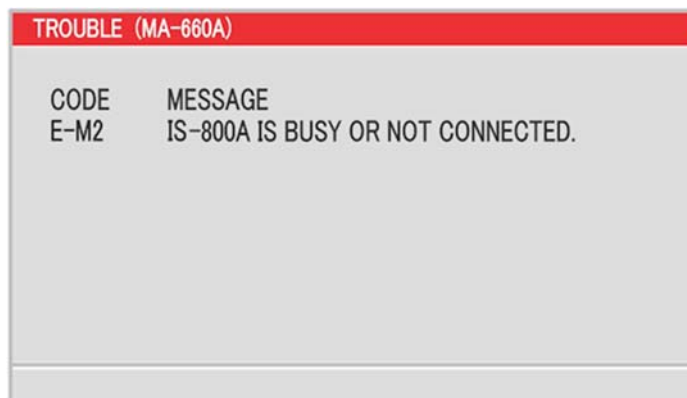 TROUBLE (MA-660A)
CODE MESSAGE
E-M2 IS-800A IS BUSY OR NOT CONNECTED.